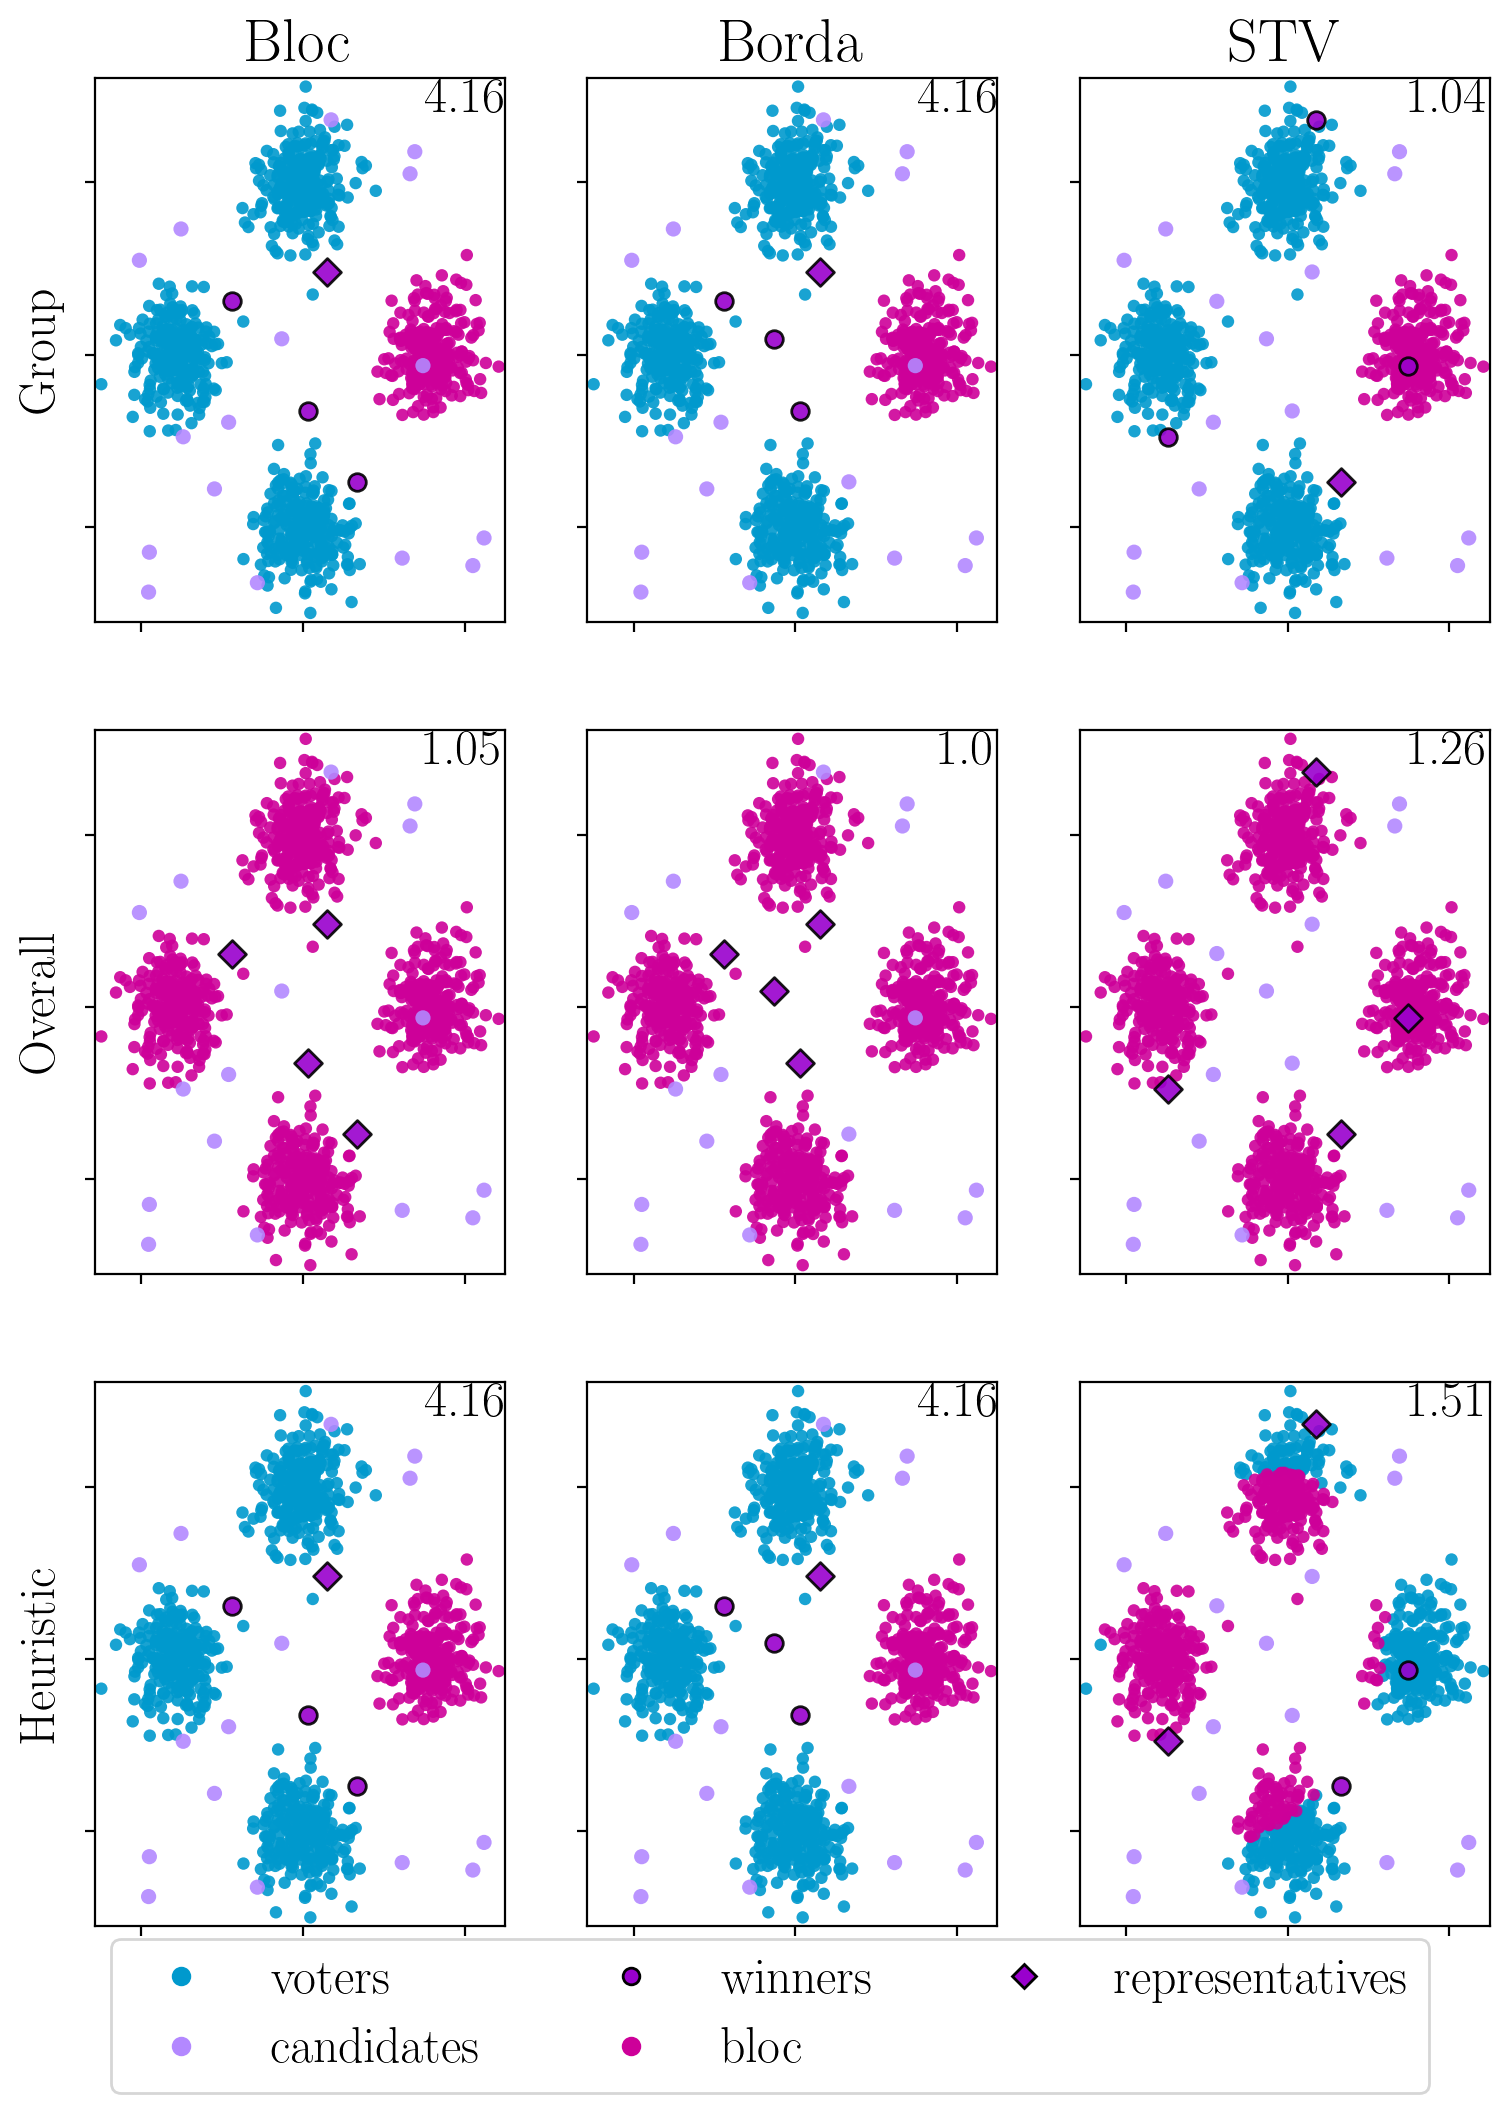 Bloc Borda STV
Group 4.16 4.16 1.04
Overall 1.05 1.0 1.26
Heuristic 4.16 4.16 1.51
voters winners representatives
candidates bloc